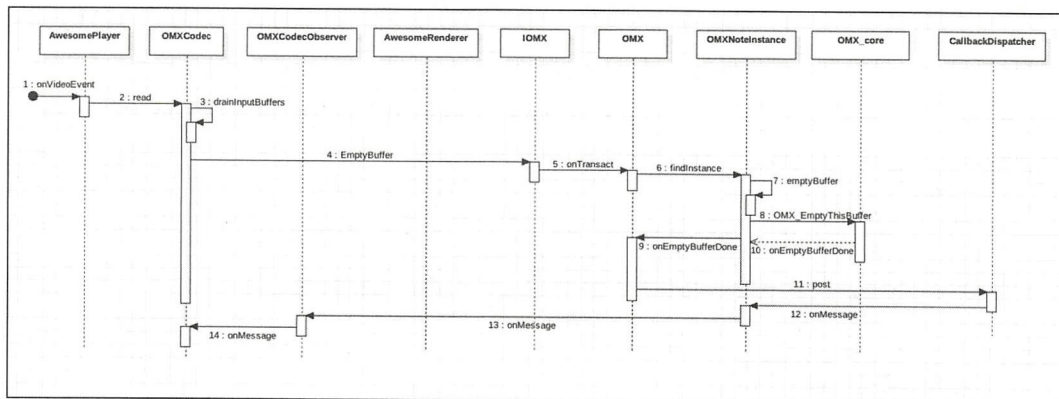 AwesomePlayer
OMXCodec
OMXCodecObserver
AwesomeRenderer
IOMX
OMX
OMXNoteInstance
OMX_core
CallbackDispatcher
1 : onVideoEvent
2 : read
3 : drainInputBuffers
4 : EmptyBuffer
5 : onTransact
6 : findInstance
7 : emptyBuffer
8 : OMX_EmptyThisBuffer
9 : onEmptyBufferDone
10 : onEmptyBufferDone
11 : post
12 : onMessage
13 : onMessage
14 : onMessage